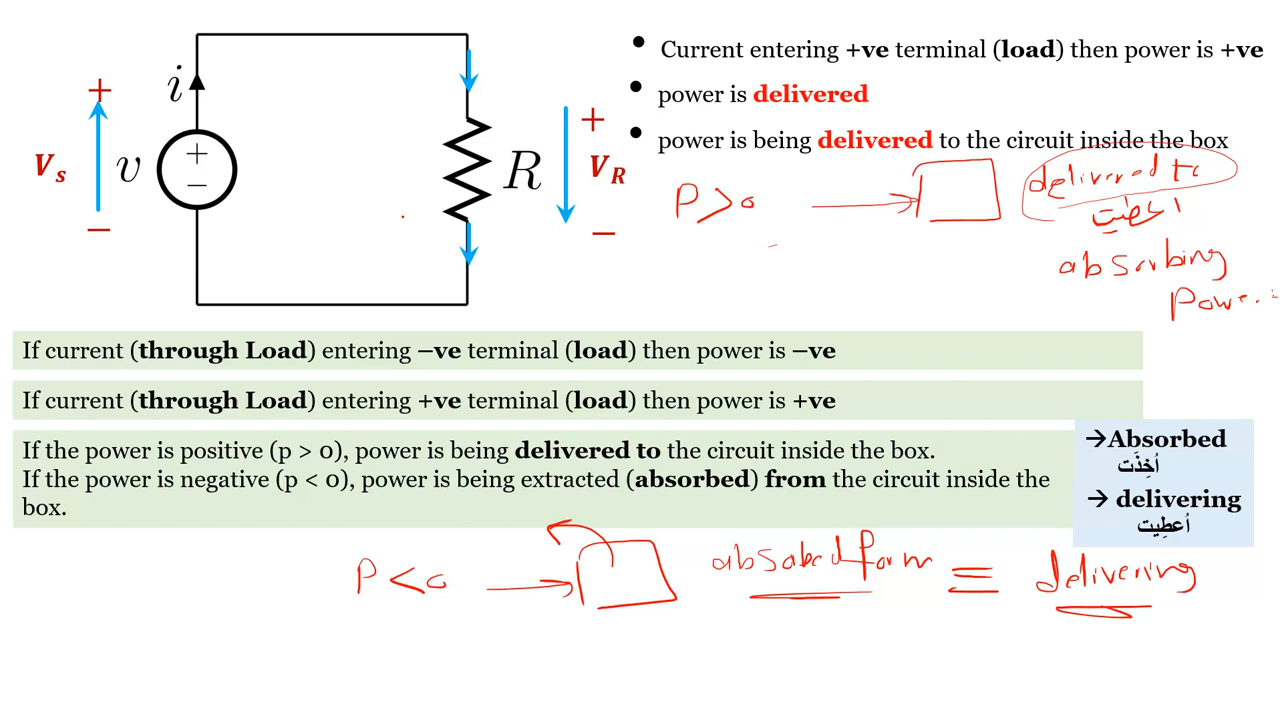 • Current entering +ve terminal (load) then power is +ve
• power is delivered
• power is being delivered to the circuit inside the box
+
i
Vs
v
+
−
−
R
+
VR
−
P>0
delivered to
absorbing
Power
If current (through Load) entering –ve terminal (load) then power is –ve
If current (through Load) entering +ve terminal (load) then power is +ve
If the power is positive (p > 0), power is being delivered to the circuit inside the box.
If the power is negative (p < 0), power is being extracted (absorbed) from the circuit inside the
box.
→Absorbed
أُخِذَت
→ delivering
أعطِيت
P<0
absabed form = delivering